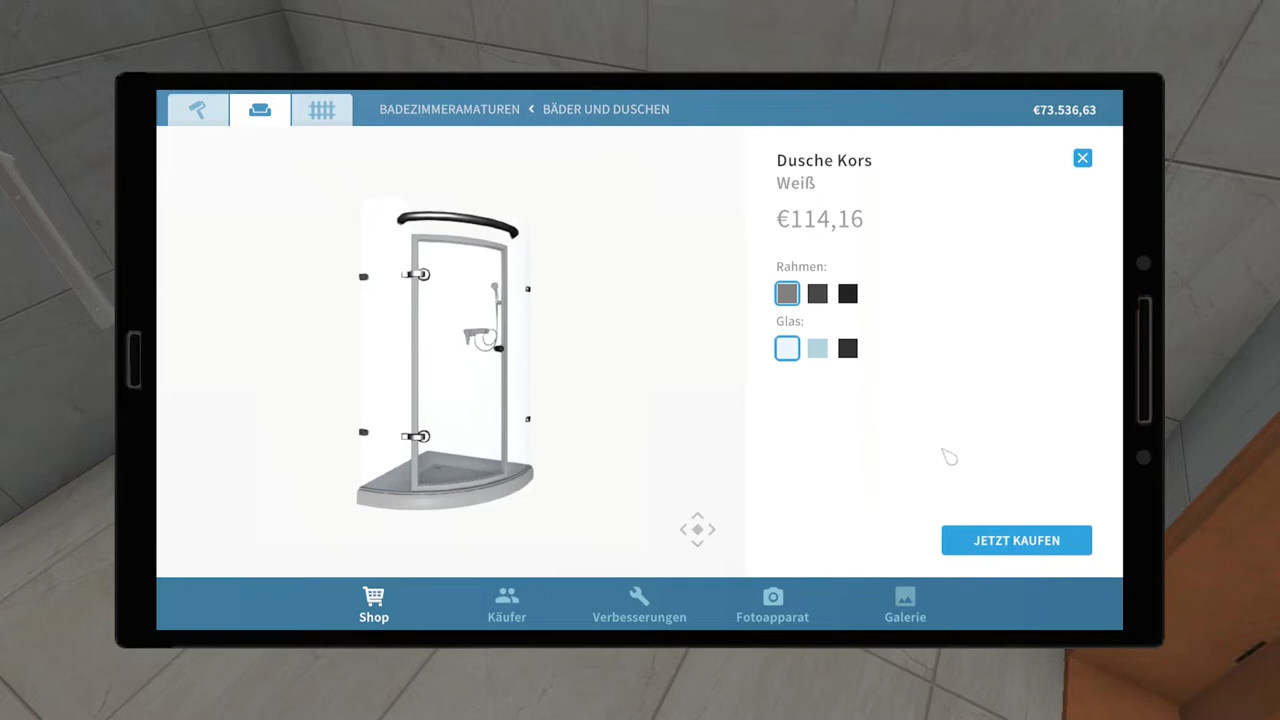 BADEZIMMERAMATUREN < BÄDER UND DUSCHEN
€73.536,63
Dusche Kors
Weiß
€114,16
Rahmen:
Glas:
JETZT KAUFEN
Shop
Käufer
Verbesserungen
Fotoapparat
Galerie